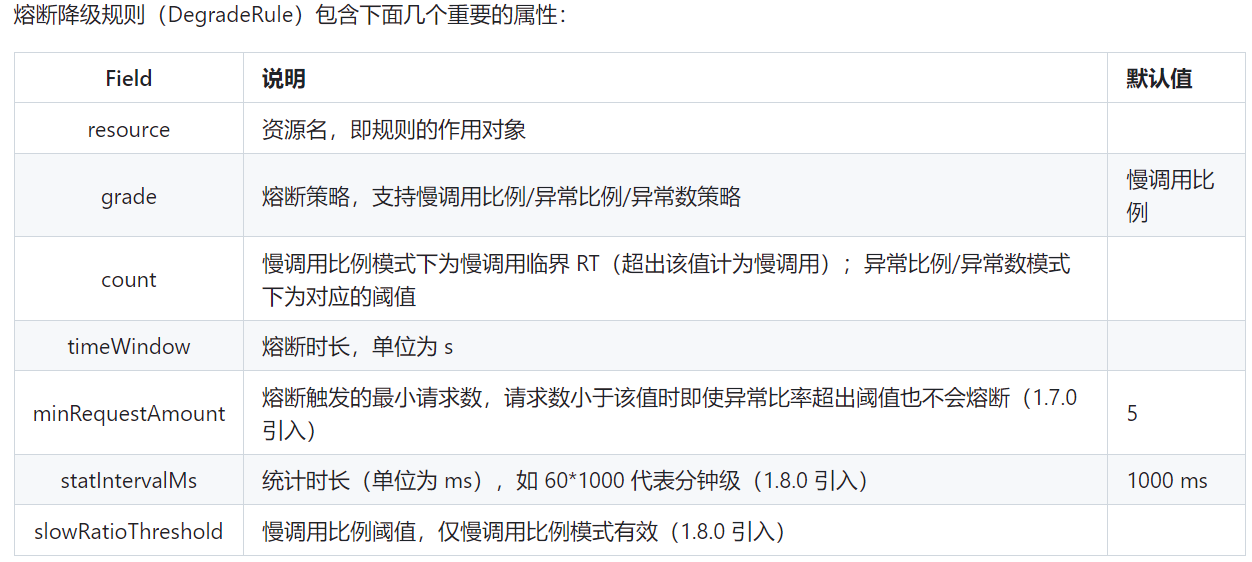 熔断降级规则（DegradeRule）包含下面几个重要的属性：
Field 说明 默认值
resource 资源名，即规则的作用对象
grade 熔断策略，支持慢调用比例/异常比例/异常数策略 慢调用比
例
count 慢调用比例模式下为慢调用临界 RT（超出该值计为慢调用）；异常比例/异常数模式
下为对应的阈值
timeWindow 熔断时长，单位为 s
minRequestAmount 熔断触发的最小请求数，请求数小于该值时即使异常比率超出阈值也不会熔断（1.7.0
引入） 5
statIntervalMs 统计时长（单位为 ms），如 60*1000 代表分钟级（1.8.0 引入） 1000 ms
slowRatioThreshold 慢调用比例阈值，仅慢调用比例模式有效（1.8.0 引入）